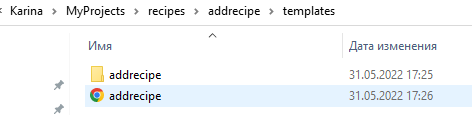 Karina > MyProjects > recipes > addrecipe > templates
Имя Дата изменения
addrecipe 31.05.2022 17:25
addrecipe 31.05.2022 17:26